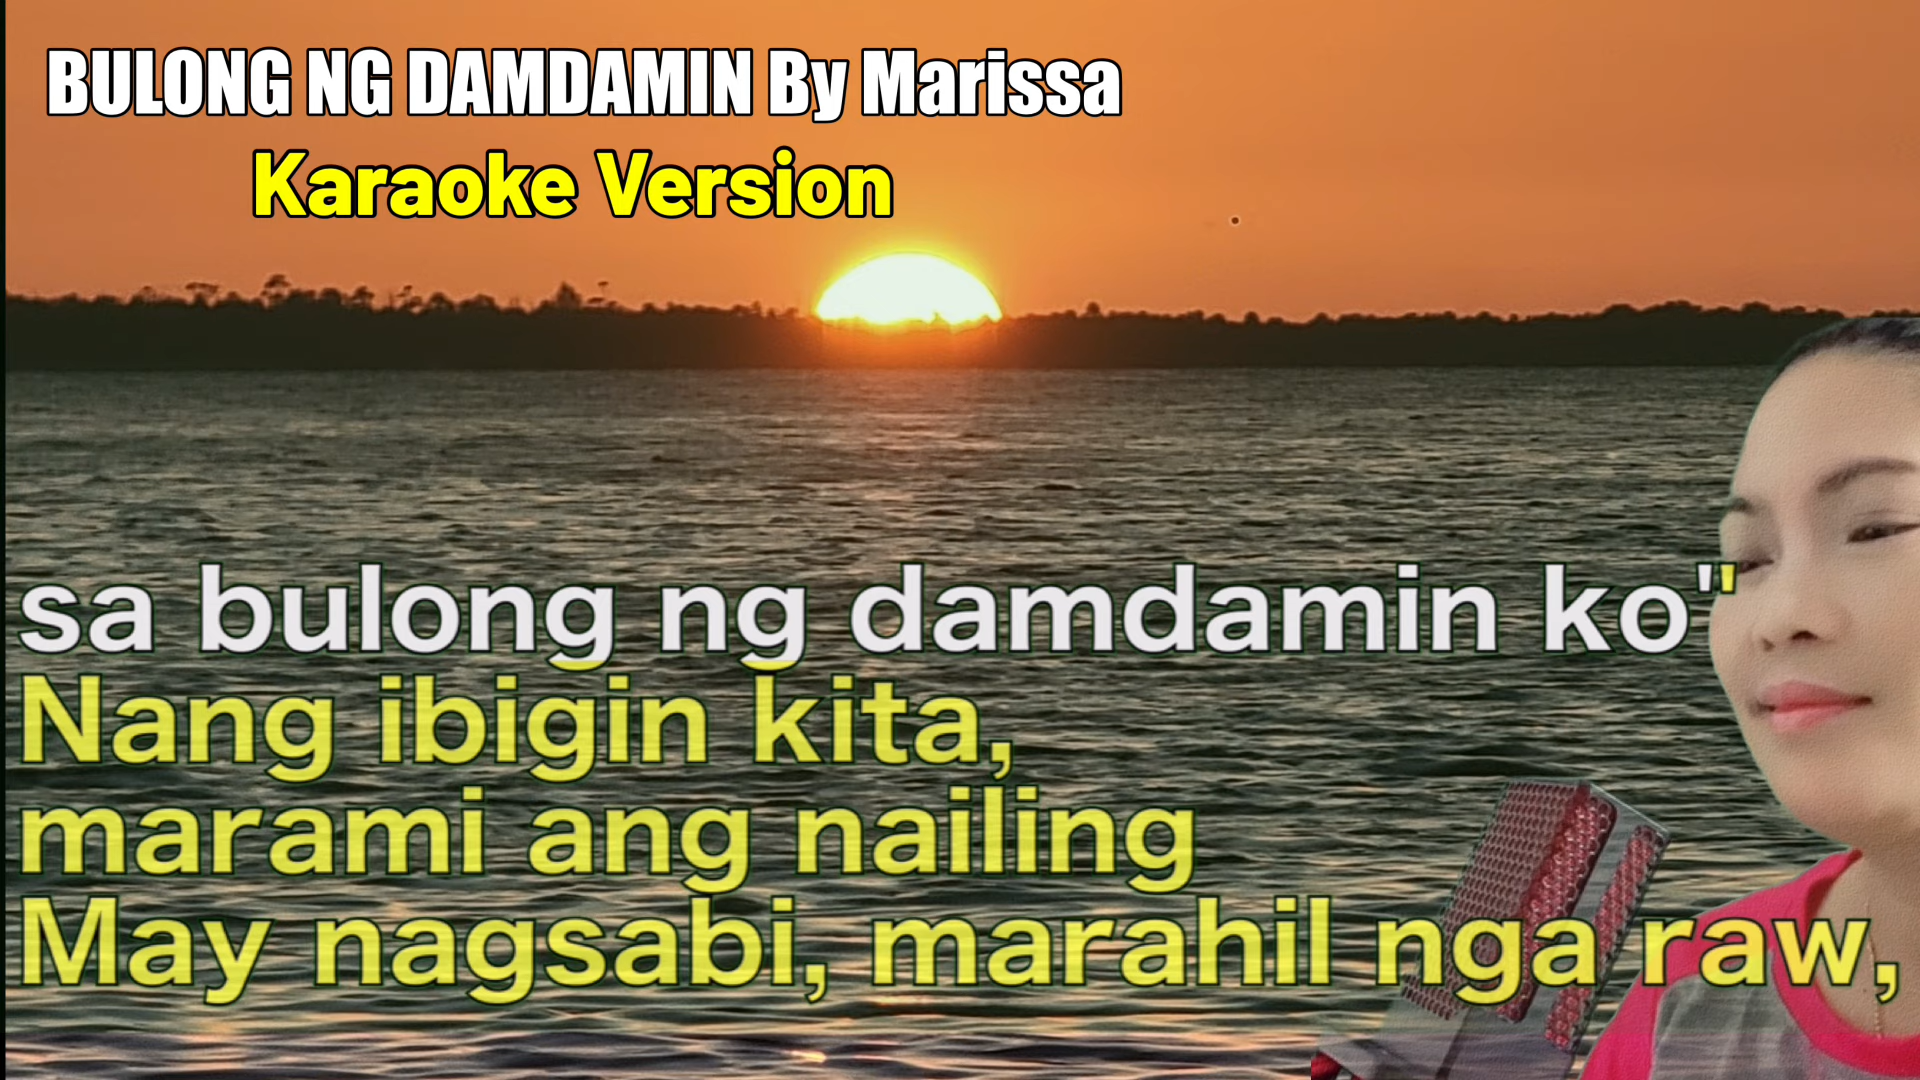 BULONG NG DAMDAMIN By Marissa
Karaoke Version
sa bulong ng damdamin ko"
Nang ibigin kita,
marami ang nailing
May nagsabi, marahil nga raw,